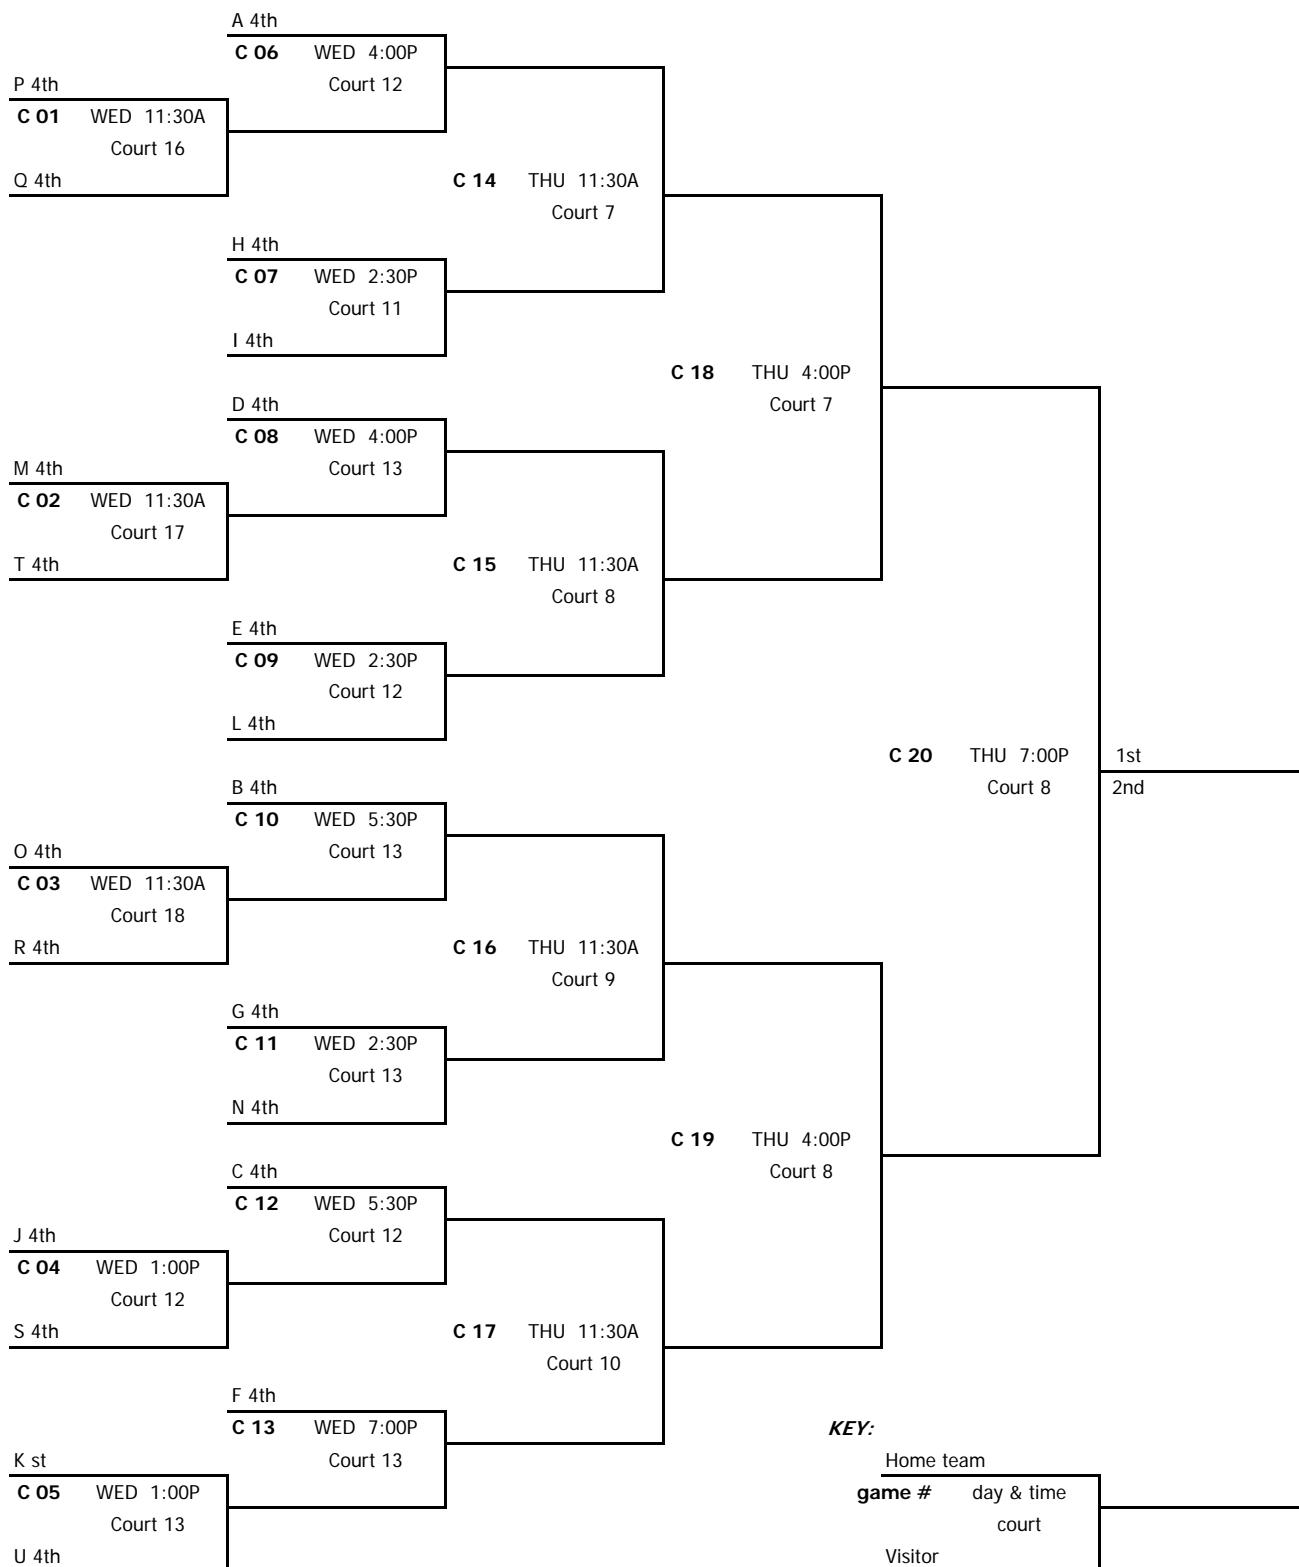 A 4th
C 06 WED 4:00P
P 4th Court 12
C 01 WED 11:30A
Court 16
Q 4th C 14 THU 11:30A
Court 7
H 4th
C 07 WED 2:30P
Court 11
I 4th
C 18 THU 4:00P
D 4th Court 7
C 08 WED 4:00P
M 4th Court 13
C 02 WED 11:30A
Court 17
T 4th C 15 THU 11:30A
Court 8
E 4th
C 09 WED 2:30P
Court 12
L 4th
C 20 THU 7:00P 1st
B 4th Court 8 2nd
C 10 WED 5:30P
O 4th Court 13
C 03 WED 11:30A
Court 18
R 4th C 16 THU 11:30A
Court 9
G 4th
C 11 WED 2:30P
Court 13
N 4th
C 19 THU 4:00P
C 4th Court 8
C 12 WED 5:30P
J 4th Court 12
C 04 WED 1:00P
Court 12
S 4th C 17 THU 11:30A
Court 10
F 4th
C 13 WED 7:00P KEY:
K st Court 13 Home team
C 05 WED 1:00P game # day & time
Court 13 court
U 4th Visitor